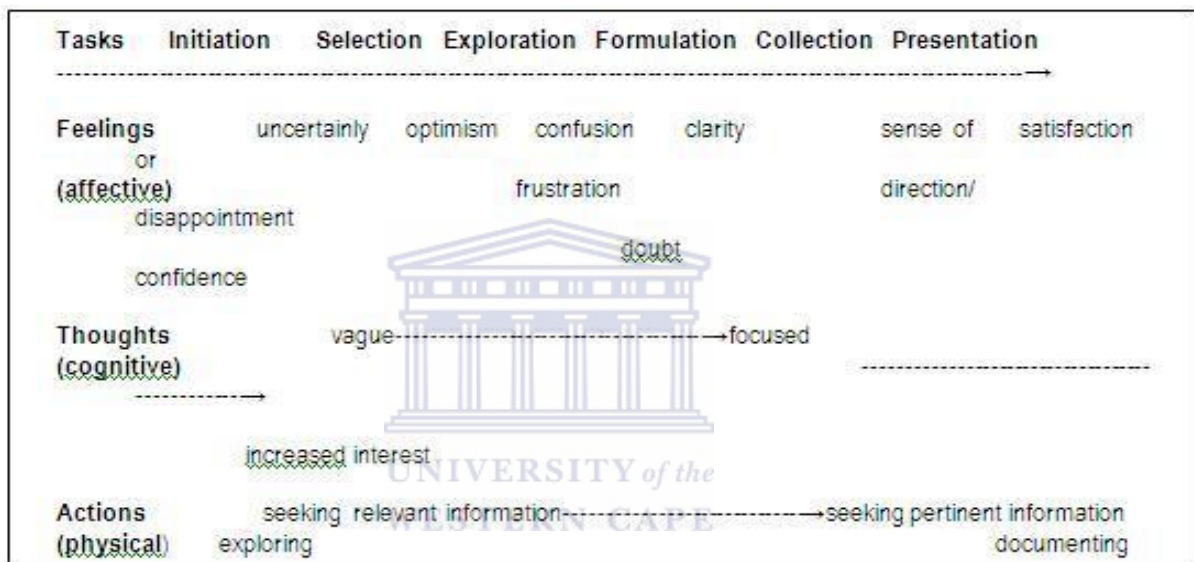 Tasks Initiation Selection Exploration Formulation Collection Presentation
---------------------------------------------------------------→
Feelings uncertainly optimism confusion clarity sense of satisfaction
or
(affective) frustration direction/
disappointment
doubt
confidence
Thoughts vague-----------------------------→focused
(cognitive) ------------------------------
-------------→
increased interest
UNIVERSITY of the
Actions seeking relevant information-----------------------→seeking pertinent information
WESTERN CAPE
(physical) exploring documenting